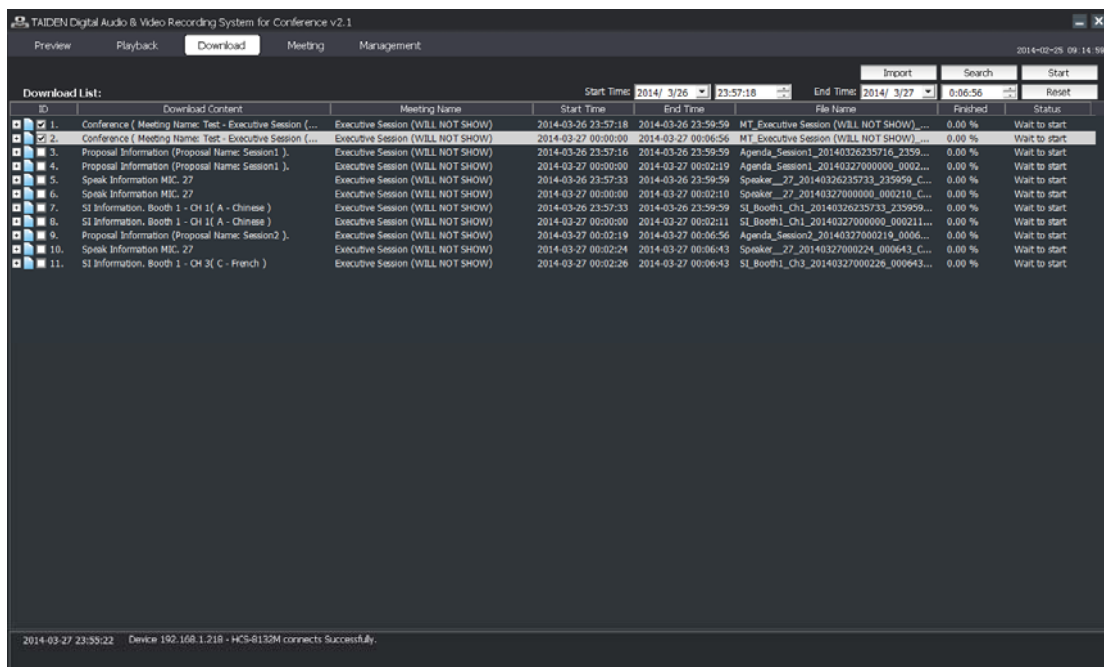 TAIDEN Digital Audio & Video Recording System for Conference v2.1
Preview Playback Download Meeting Management 2014-02-25 09:14:59
Import Search Start
Download List: Start Time: 2014/ 3/26 23:57:18 End Time: 2014/ 3/27 0:06:56 Reset
ID Download Content Meeting Name Start Time End Time File Name Finished Status
1. Conference ( Meeting Name: Test - Executive Session (... Executive Session (WILL NOT SHOW) 2014-03-26 23:57:18 2014-03-26 23:59:59 MT_Executive Session (WILL NOT SHOW)_... 0.00 % Wait to start
2. Conference ( Meeting Name: Test - Executive Session (... Executive Session (WILL NOT SHOW) 2014-03-27 00:00:00 2014-03-27 00:06:56 MT_Executive Session (WILL NOT SHOW)_... 0.00 % Wait to start
3. Proposal Information (Proposal Name: Session1 ). Executive Session (WILL NOT SHOW) 2014-03-26 23:57:16 2014-03-26 23:59:59 Agenda_Session1_20140326235716_2359... 0.00 % Wait to start
4. Proposal Information (Proposal Name: Session1 ). Executive Session (WILL NOT SHOW) 2014-03-27 00:00:00 2014-03-27 00:02:19 Agenda_Session1_20140327000000_0002... 0.00 % Wait to start
5. Speak Information MIC. 27 Executive Session (WILL NOT SHOW) 2014-03-26 23:57:33 2014-03-26 23:59:59 Speaker__27_20140326235733_235959_C... 0.00 % Wait to start
6. Speak Information MIC. 27 Executive Session (WILL NOT SHOW) 2014-03-27 00:00:00 2014-03-27 00:02:10 Speaker__27_20140327000000_000210_C... 0.00 % Wait to start
7. SI Information. Booth 1 - CH 1( A - Chinese ) Executive Session (WILL NOT SHOW) 2014-03-26 23:57:33 2014-03-26 23:59:59 SI_Booth1_Ch1_20140326235733_235959... 0.00 % Wait to start
8. SI Information. Booth 1 - CH 1( A - Chinese ) Executive Session (WILL NOT SHOW) 2014-03-27 00:00:00 2014-03-27 00:02:11 SI_Booth1_Ch1_20140327000000_000211... 0.00 % Wait to start
9. Proposal Information (Proposal Name: Session2 ). Executive Session (WILL NOT SHOW) 2014-03-27 00:02:19 2014-03-27 00:06:56 Agenda_Session2_20140327000219_0006... 0.00 % Wait to start
10. Speak Information MIC. 27 Executive Session (WILL NOT SHOW) 2014-03-27 00:02:24 2014-03-27 00:06:43 Speaker__27_20140327000224_000643_C... 0.00 % Wait to start
11. SI Information. Booth 1 - CH 3( C - French ) Executive Session (WILL NOT SHOW) 2014-03-27 00:02:26 2014-03-27 00:06:43 SI_Booth1_Ch3_20140327000226_000643... 0.00 % Wait to start
2014-03-27 23:55:22 Device 192.168.1.218 - HCS-8132M connects Successfully.